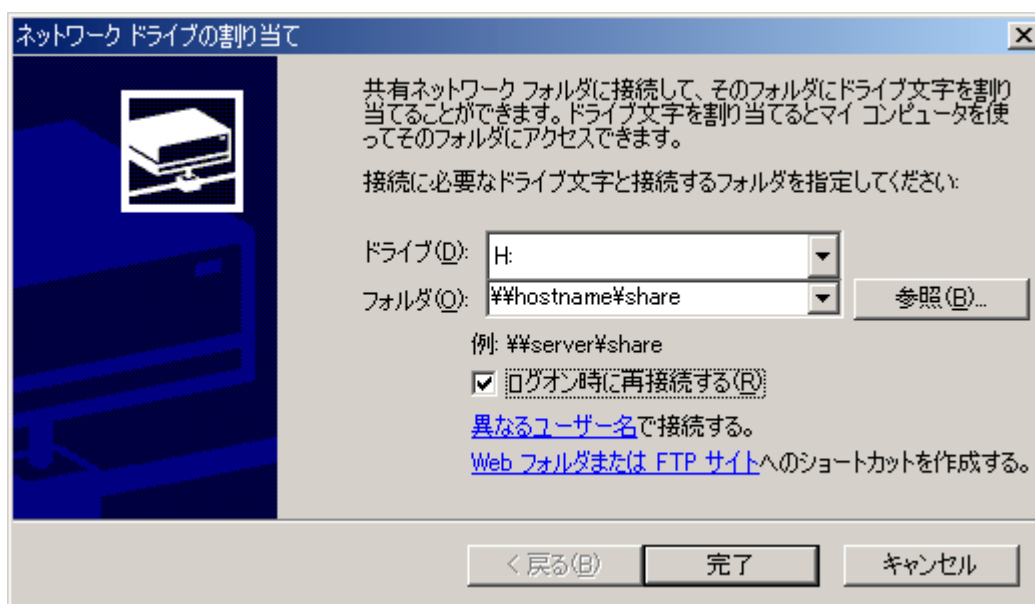 ネットワーク ドライブの割り当て
共有ネットワーク フォルダに接続して、そのフォルダにドライブ文字を割り
当てることができます。ドライブ文字を割り当てるとマイ コンピュータを使
ってそのフォルダにアクセスできます。
接続に必要なドライブ文字と接続するフォルダを指定してください:
ドライブ(D): H:
フォルダ(O): ¥¥hostname¥share 参照(B)...
例: ¥¥server¥share
ログオン時に再接続する(R)
異なるユーザー名で接続する。
Web フォルダまたは FTP サイトへのショートカットを作成する。
< 戻る(B) 完了 キャンセル